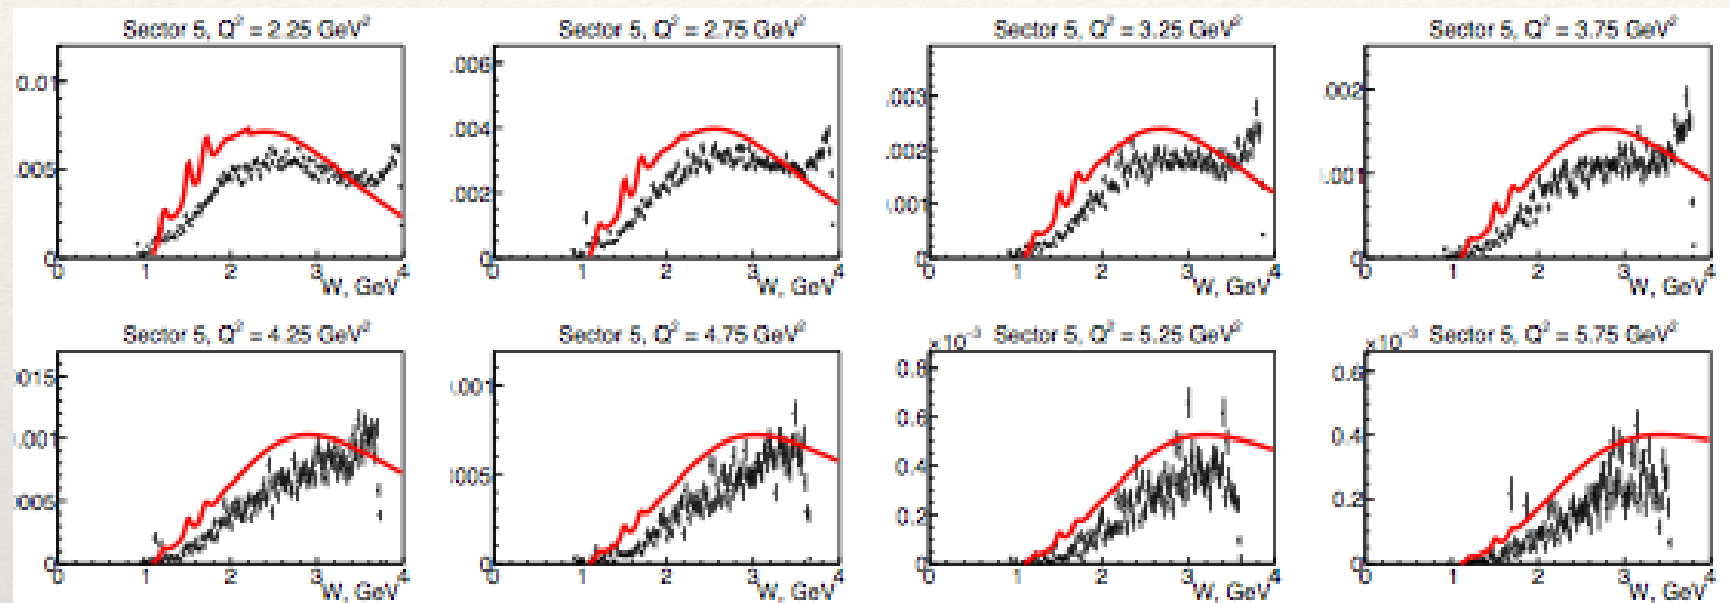 Sector 5, Q² = 2.25 GeV²
0.01
.005
0
0 1 2 3 4
W, GeV
Sector 5, Q² = 2.75 GeV²
.006
.004
.002
0
0 1 2 3 4
W, GeV
Sector 5, Q² = 3.25 GeV²
.003
.002
.001
0
0 1 2 3 4
W, GeV
Sector 5, Q² = 3.75 GeV²
.002
.001
0
0 1 2 3 4
W, GeV
Sector 5, Q² = 4.25 GeV²
0015
.001
0005
0
0 1 2 3 4
W, GeV
Sector 5, Q² = 4.75 GeV²
.001
0005
0
0 1 2 3 4
W, GeV
×10⁻³ Sector 5, Q² = 5.25 GeV²
0.8
0.6
0.4
0.2
0
0 1 2 3 4
W, GeV
×10⁻³ Sector 5, Q² = 5.75 GeV²
0.6
0.4
0.2
0
0 1 2 3 4
W, GeV